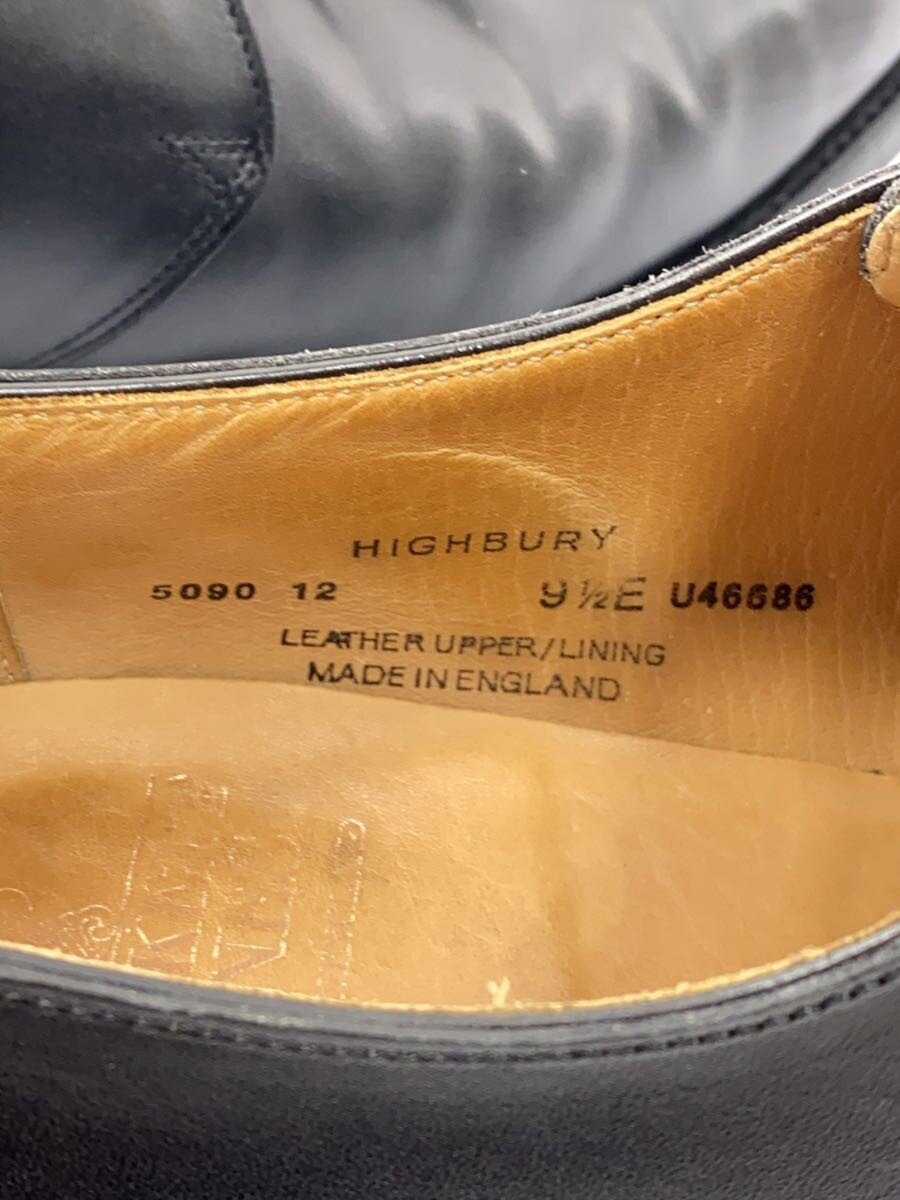 HIGHBURY
5090 12 9½E U46686
LEATHER UPPER/LINING
MADE IN ENGLAND